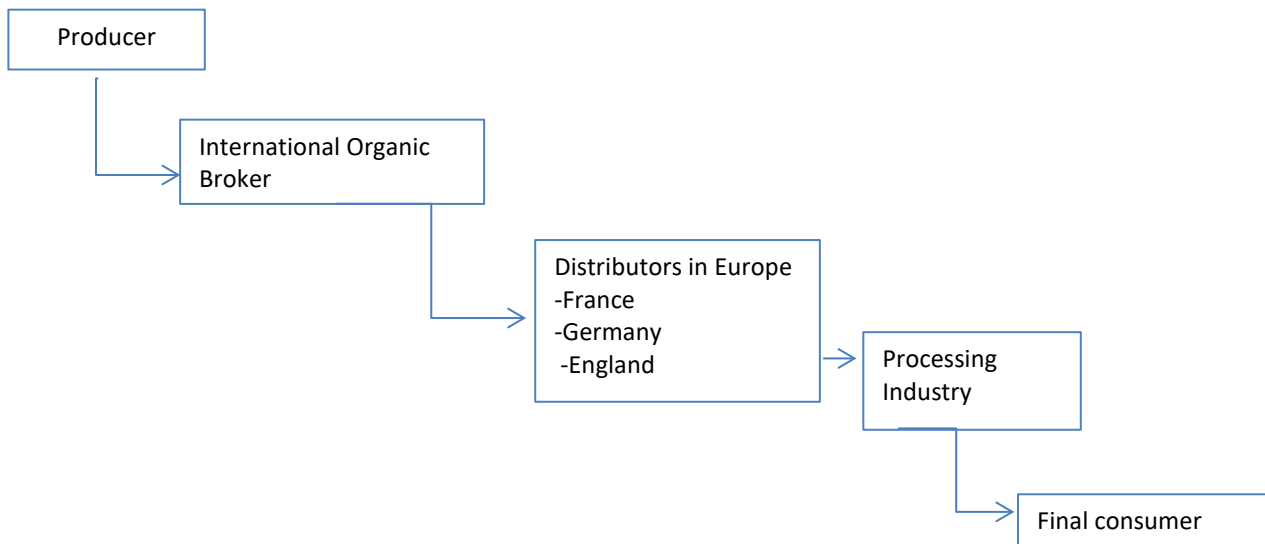 Producer
International Organic
Broker
Distributors in Europe
-France
-Germany
-England
Processing
Industry
Final consumer